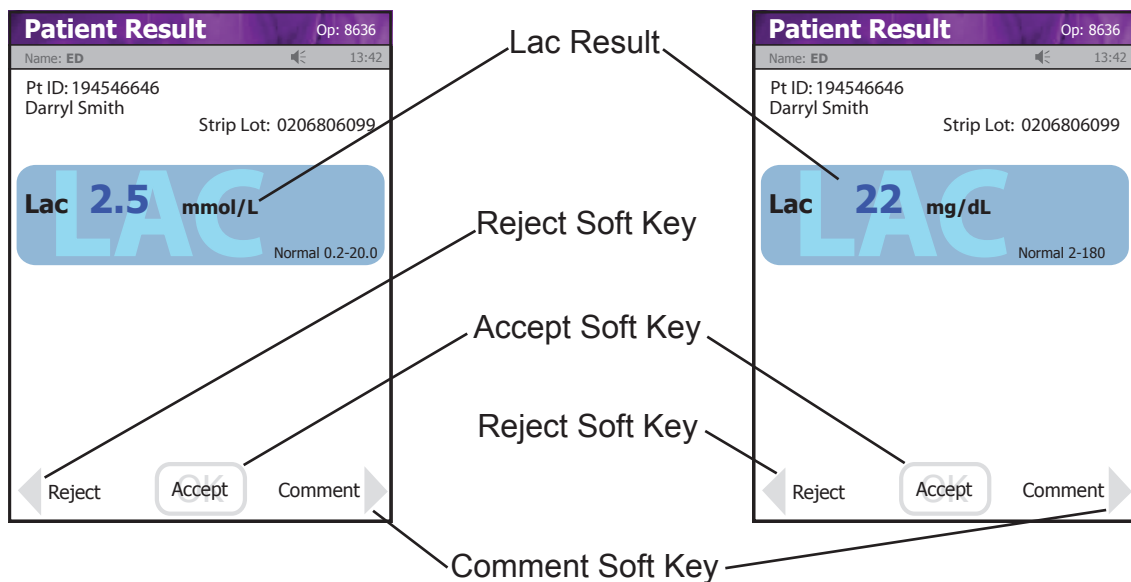 Patient Result Op: 8636
Name: ED 13:42
Pt ID: 194546646
Darryl Smith
Strip Lot: 0206806099
LAC
Lac 2.5 mmol/L
Normal 0.2-20.0
OK
Reject Accept Comment
Lac Result
Reject Soft Key
Accept Soft Key
Reject Soft Key
Comment Soft Key
Patient Result Op: 8636
Name: ED 13:42
Pt ID: 194546646
Darryl Smith
Strip Lot: 0206806099
LAC
Lac 22 mg/dL
Normal 2-180
OK
Reject Accept Comment